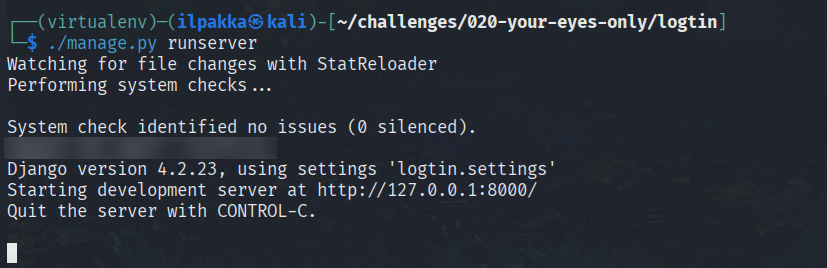 ┌──(virtualenv)─(ilpakka㉿kali)-[~/challenges/020-your-eyes-only/logtin]
└─$ ./manage.py runserver
Watching for file changes with StatReloader
Performing system checks...
System check identified no issues (0 silenced).
Django version 4.2.23, using settings 'logtin.settings'
Starting development server at http://127.0.0.1:8000/
Quit the server with CONTROL-C.